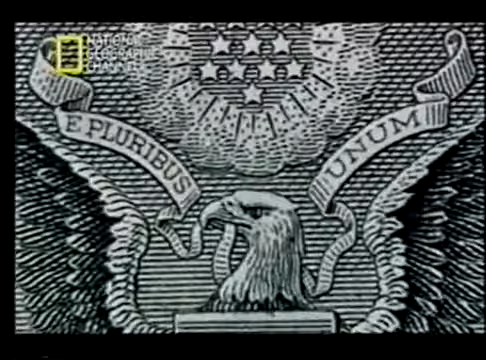 NATIONAL
GEOGRAPHIC
CHANNEL
E PLURIBUS
UNUM